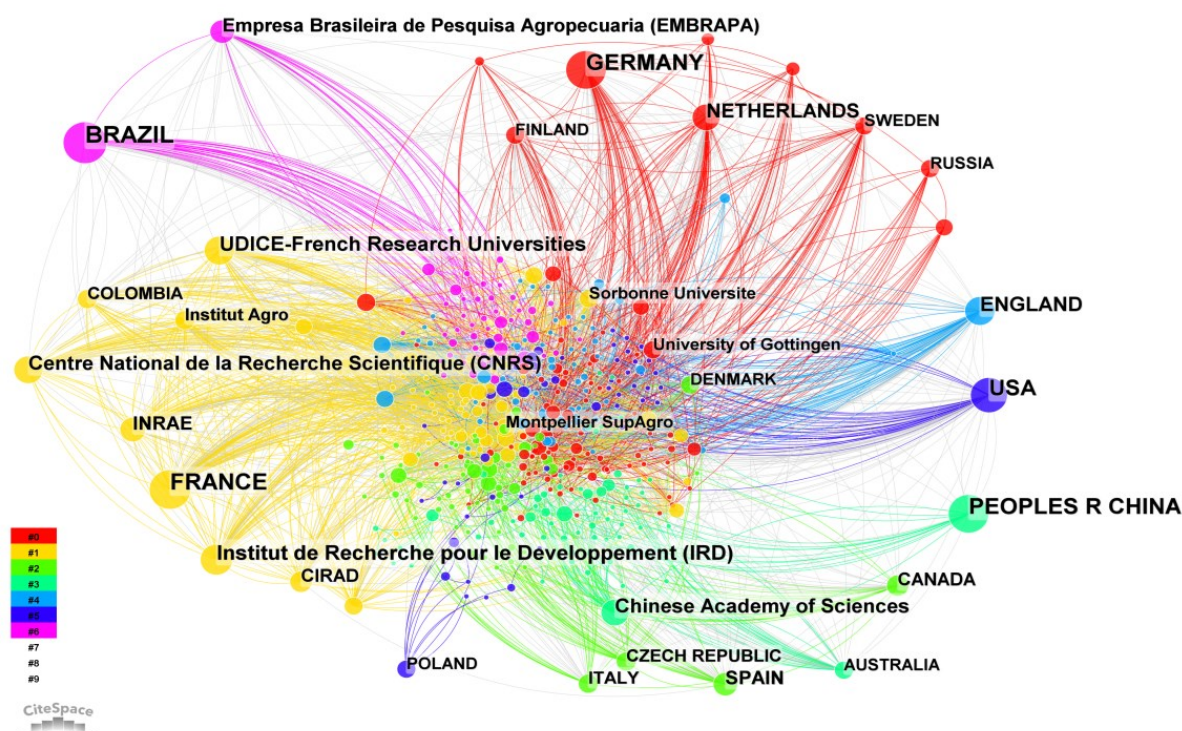 Empresa Brasileira de Pesquisa Agropecuaria (EMBRAPA)
GERMANY
BRAZIL
NETHERLANDS
FINLAND
SWEDEN
RUSSIA
UDICE-French Research Universities
COLOMBIA
Sorbonne Universite
ENGLAND
Institut Agro
University of Gottingen
Centre National de la Recherche Scientifique (CNRS)
DENMARK
USA
INRAE
Montpellier SupAgro
FRANCE
PEOPLES R CHINA
Institut de Recherche pour le Developpement (IRD)
CIRAD
CANADA
Chinese Academy of Sciences
POLAND
CZECH REPUBLIC
AUSTRALIA
ITALY
SPAIN
#0
#1
#2
#3
#4
#5
#6
#7
#8
#9
CiteSpace